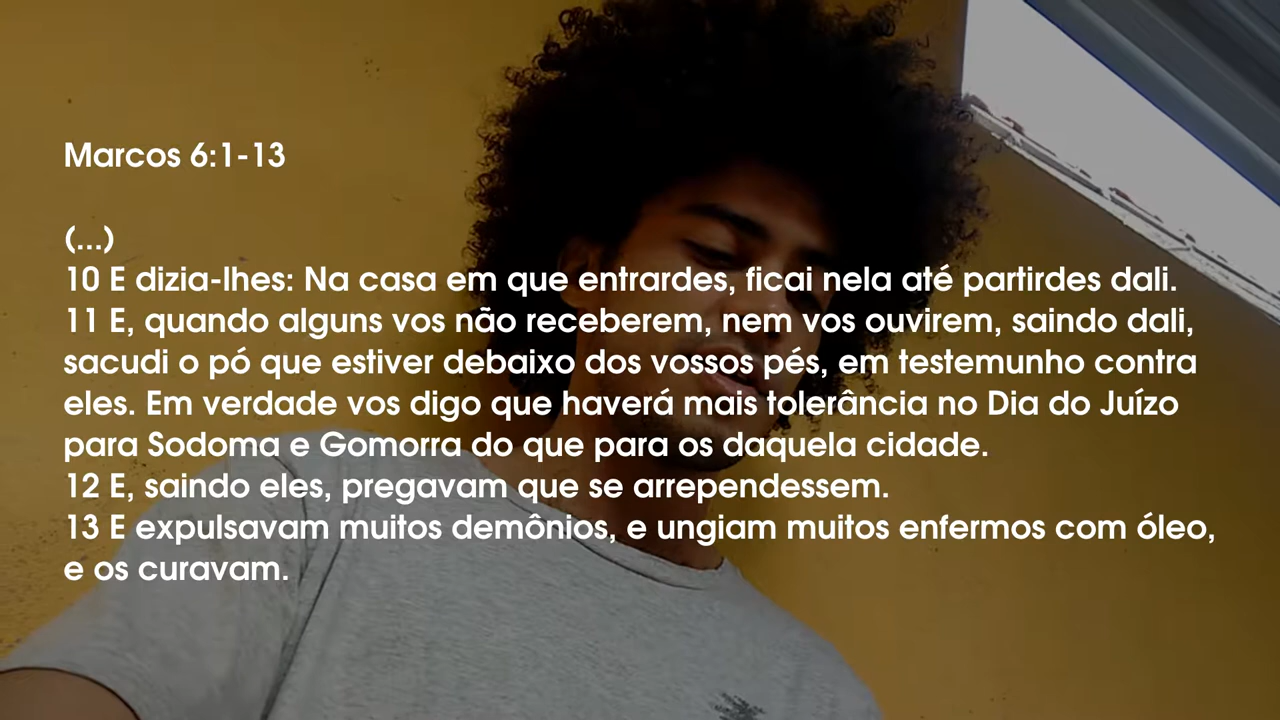 Marcos 6:1-13
(...)
10 E dizia-lhes: Na casa em que entrardes, ficai nela até partirdes dali.
11 E, quando alguns vos não receberem, nem vos ouvirem, saindo dali,
sacudi o pó que estiver debaixo dos vossos pés, em testemunho contra
eles. Em verdade vos digo que haverá mais tolerância no Dia do Juízo
para Sodoma e Gomorra do que para os daquela cidade.
12 E, saindo eles, pregavam que se arrependessem.
13 E expulsavam muitos demônios, e ungiam muitos enfermos com óleo,
e os curavam.